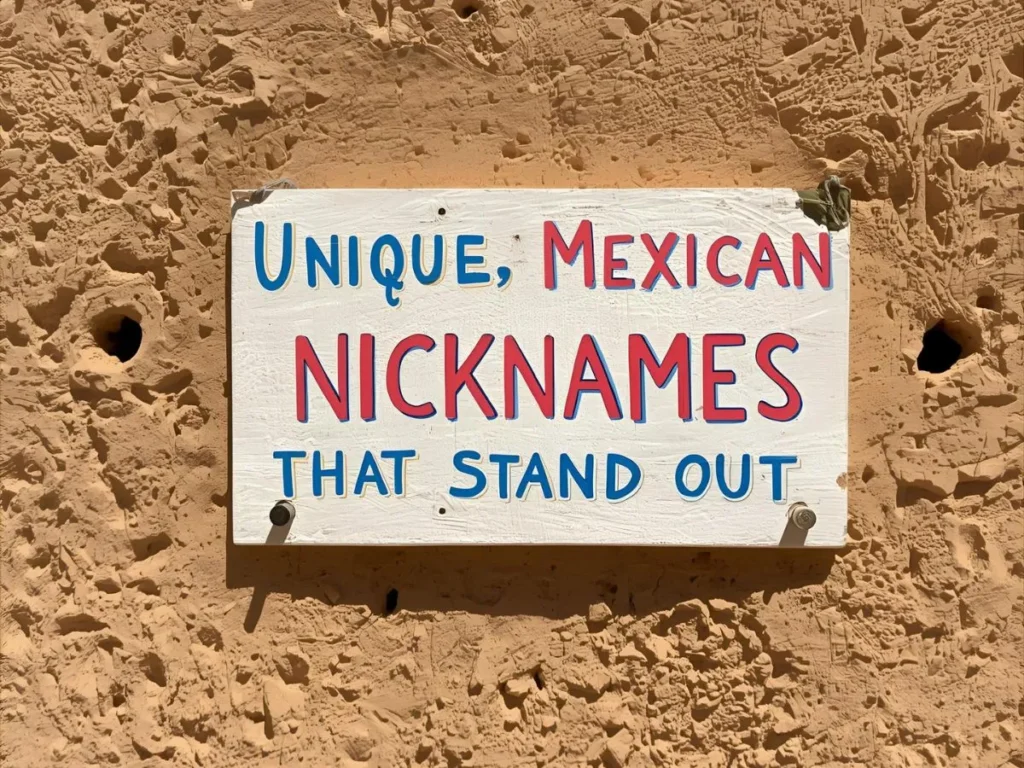 Unique, Mexican
NICKNAMES
THAT STAND OUT